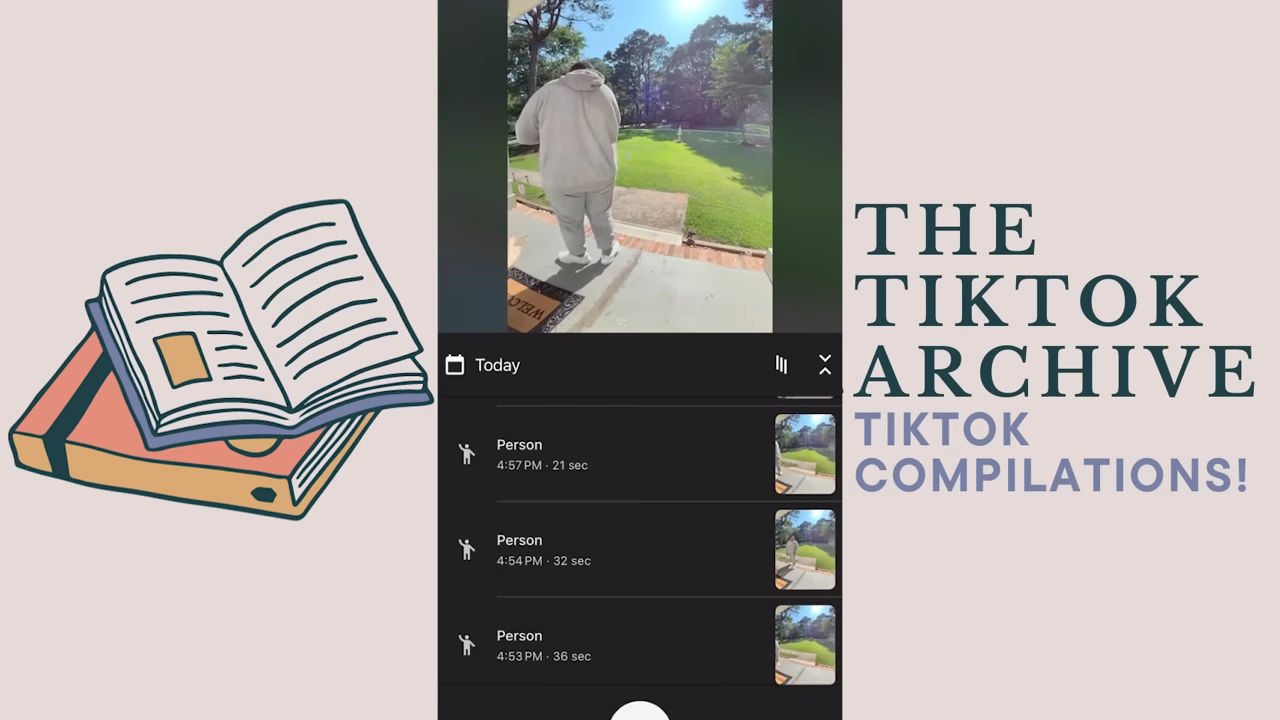 WELCO
Today
Person
4:57 PM · 21 sec
Person
4:54 PM · 32 sec
Person
4:53 PM · 36 sec
THE
TIKTOK
ARCHIVE
TIKTOK
COMPILATIONS!